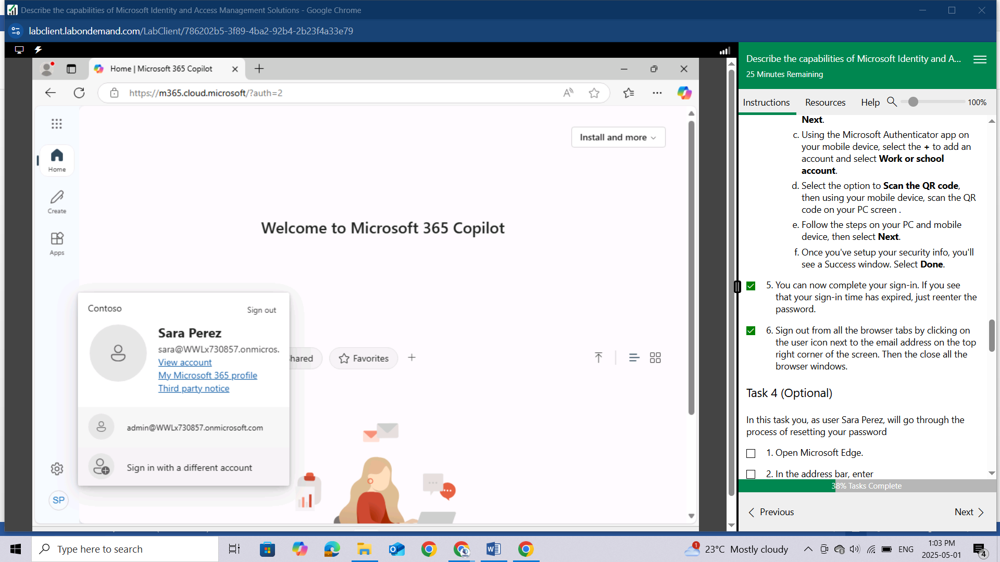 Describe the capabilities of Microsoft Identity and Access Management Solutions - Google Chrome
labclient.labondemand.com/LabClient/786202b5-3f89-4ba2-92b4-2b23f4a33e79
Home | Microsoft 365 Copilot
https://m365.cloud.microsoft/?auth=2
Install and more
Home
Create
Apps
Welcome to Microsoft 365 Copilot
Contoso
Sign out
Sara Perez
sara@WWLx730857.onmicros.
View account
My Microsoft 365 profile
Third party notice
admin@WWLx730857.onmicrosoft.com
Sign in with a different account
SP
Favorites
Describe the capabilities of Microsoft Identity and A...
25 Minutes Remaining
Instructions
Resources
Help
100%
Next.
c. Using the Microsoft Authenticator app on
your mobile device, select the + to add an
account and select Work or school
account.
d. Select the option to Scan the QR code,
then using your mobile device, scan the QR
code on your PC screen .
e. Follow the steps on your PC and mobile
device, then select Next.
f. Once you've setup your security info, you'll
see a Success window. Select Done.
5. You can now complete your sign-in. If you see
that your sign-in time has expired, just reenter the
password.
6. Sign out from all the browser tabs by clicking on
the user icon next to the email address on the top
right corner of the screen. Then the close all the
browser windows.
Task 4 (Optional)
In this task you, as user Sara Perez, will go through the
process of resetting your password
1. Open Microsoft Edge.
2. In the address bar, enter
38% Tasks Complete
Previous
Next
Type here to search
1
23°C Mostly cloudy
ENG
1:03 PM
2025-05-01
4